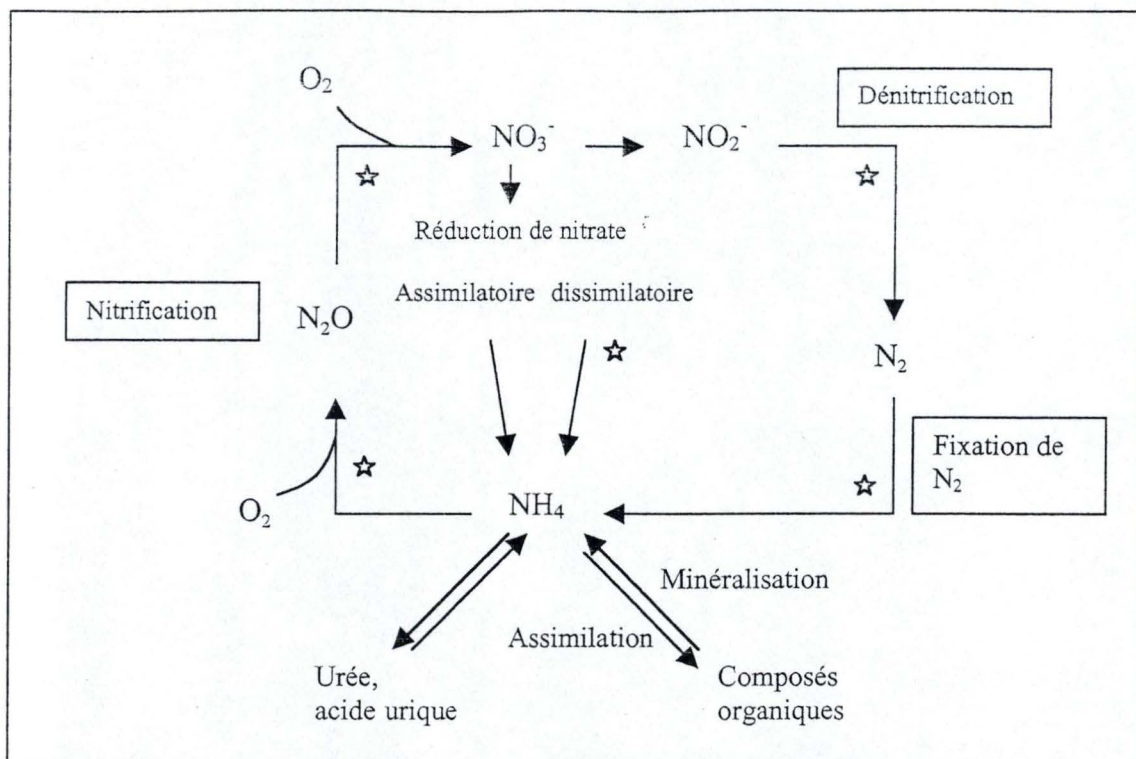 O₂
Dénitrification
NO₃⁻ NO₂⁻
Réduction de nitrate
Assimilatoire dissimilatoire
Nitrification
N₂O
N₂
Fixation de
N₂
O₂
NH₄
Minéralisation
Assimilation
Urée,
acide urique
Composés
organiques